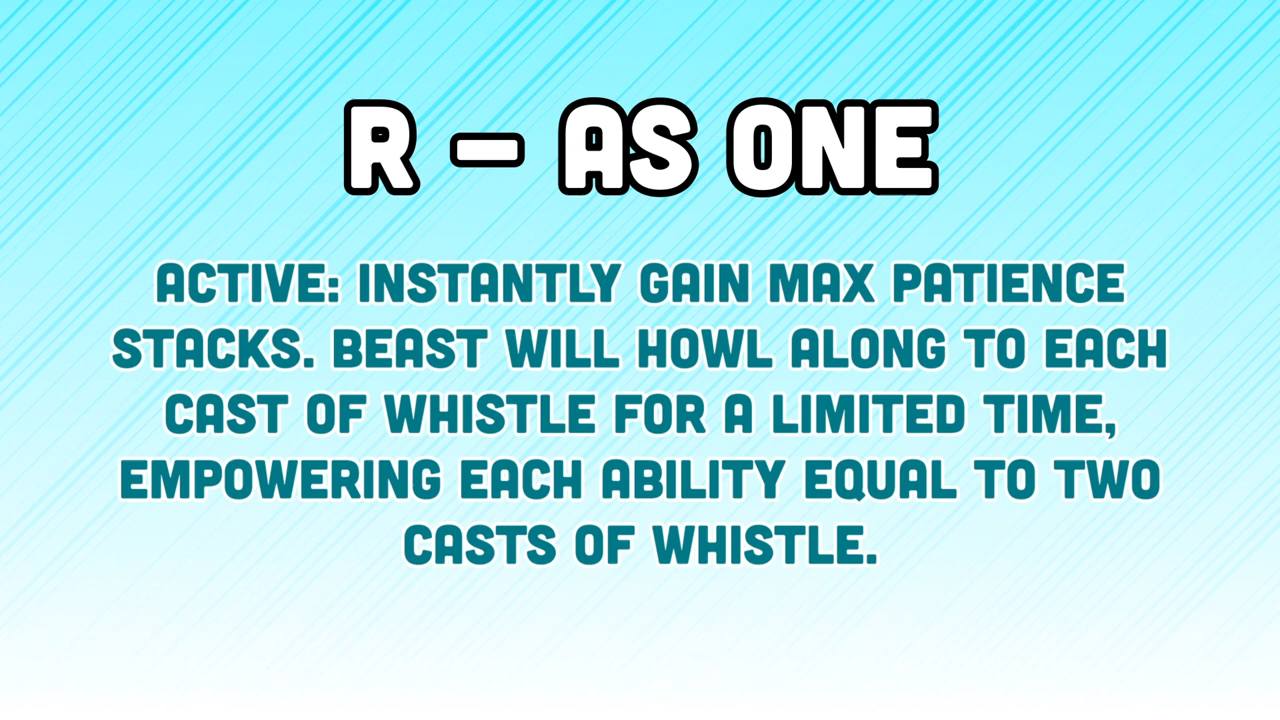 R – AS ONE
ACTIVE: INSTANTLY GAIN MAX PATIENCE
STACKS. BEAST WILL HOWL ALONG TO EACH
CAST OF WHISTLE FOR A LIMITED TIME,
EMPOWERING EACH ABILITY EQUAL TO TWO
CASTS OF WHISTLE.